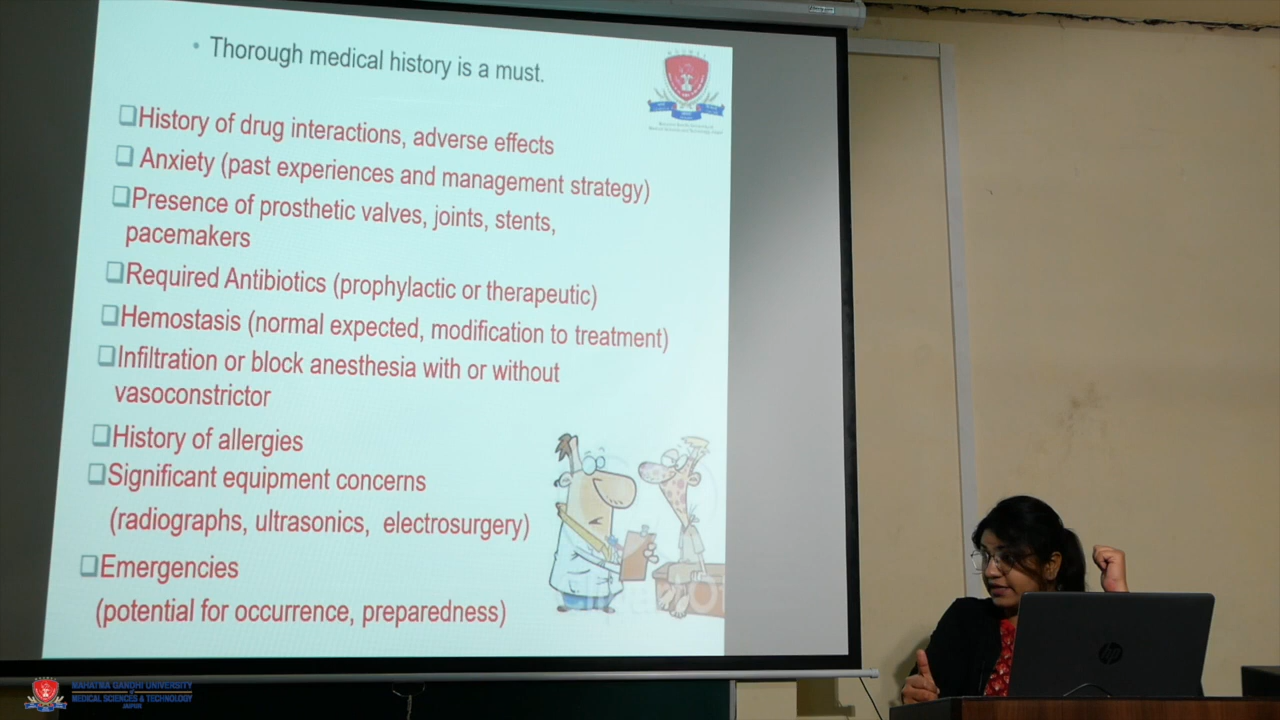 • Thorough medical history is a must.
❑History of drug interactions, adverse effects
❑ Anxiety (past experiences and management strategy)
❑Presence of prosthetic valves, joints, stents,
pacemakers
❑Required Antibiotics (prophylactic or therapeutic)
❑Hemostasis (normal expected, modification to treatment)
❑Infiltration or block anesthesia with or without
vasoconstrictor
❑History of allergies
❑Significant equipment concerns
(radiographs, ultrasonics, electrosurgery)
❑Emergencies
(potential for occurrence, preparedness)
hp
MAHATMA GANDHI UNIVERSITY
of
MEDICAL SCIENCES & TECHNOLOGY
JAIPUR